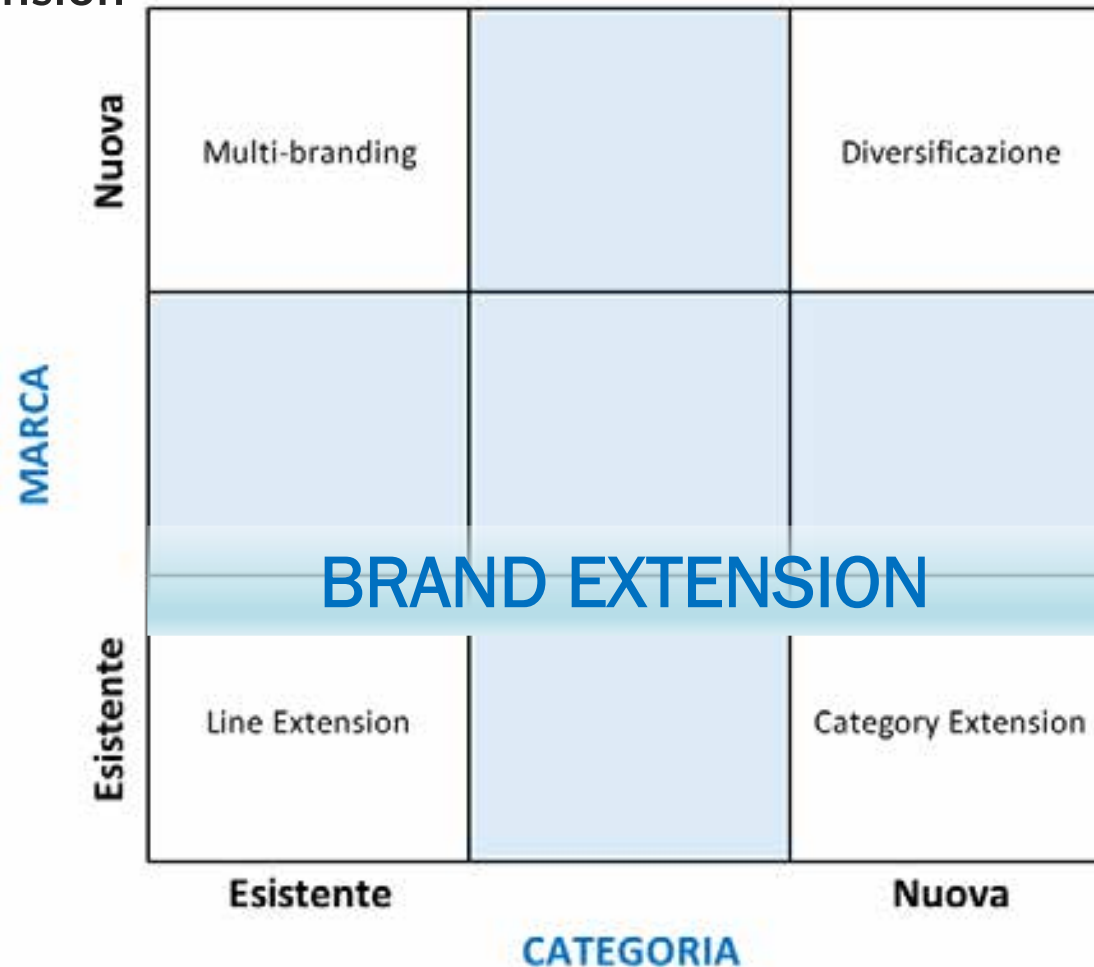 Nuova
Multi-branding
Diversificazione
MARCA
BRAND EXTENSION
Esistente
Line Extension
Category Extension
Esistente
Nuova
CATEGORIA